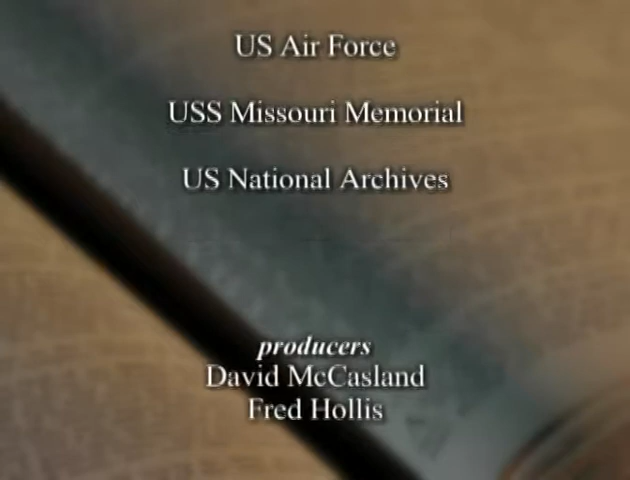 US Air Force
USS Missouri Memorial
US National Archives
producers
David McCasland
Fred Hollis